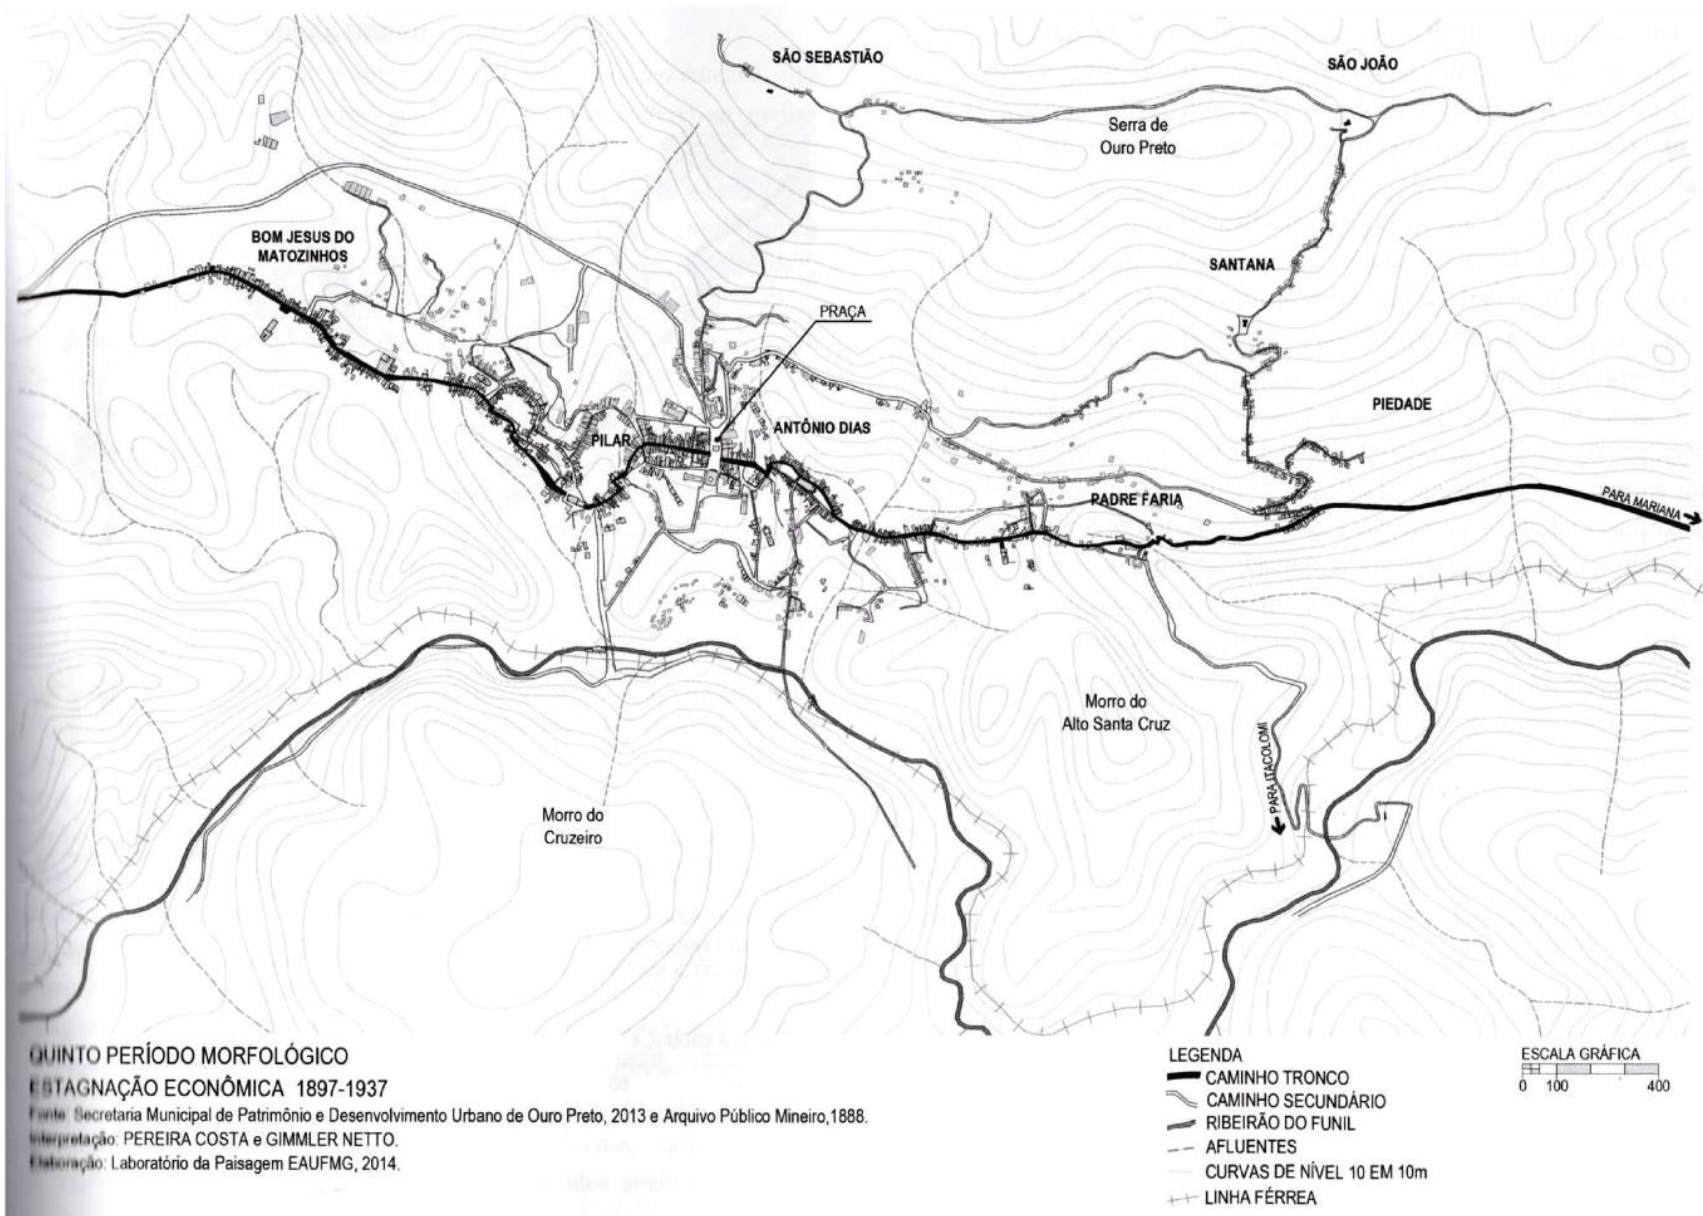 SÃO SEBASTIÃO
SÃO JOÃO
Serra de
Ouro Preto
BOM JESUS DO
MATOZINHOS
SANTANA
PRAÇA
PIEDADE
PILAR
ANTÔNIO DIAS
PADRE FARIA
PARA MARIANA
Morro do
Alto Santa Cruz
PARA ITACOLOMI
Morro do
Cruzeiro
QUINTO PERÍODO MORFOLÓGICO
ESTAGNAÇÃO ECONÔMICA 1897-1937
Fonte: Secretaria Municipal de Patrimônio e Desenvolvimento Urbano de Ouro Preto, 2013 e Arquivo Público Mineiro,1888.
Interpretação: PEREIRA COSTA e GIMMLER NETTO.
Elaboração: Laboratório da Paisagem EAUFMG, 2014.
LEGENDA
CAMINHO TRONCO
CAMINHO SECUNDÁRIO
RIBEIRÃO DO FUNIL
AFLUENTES
CURVAS DE NÍVEL 10 EM 10m
LINHA FÉRREA
ESCALA GRÁFICA
0 100 400